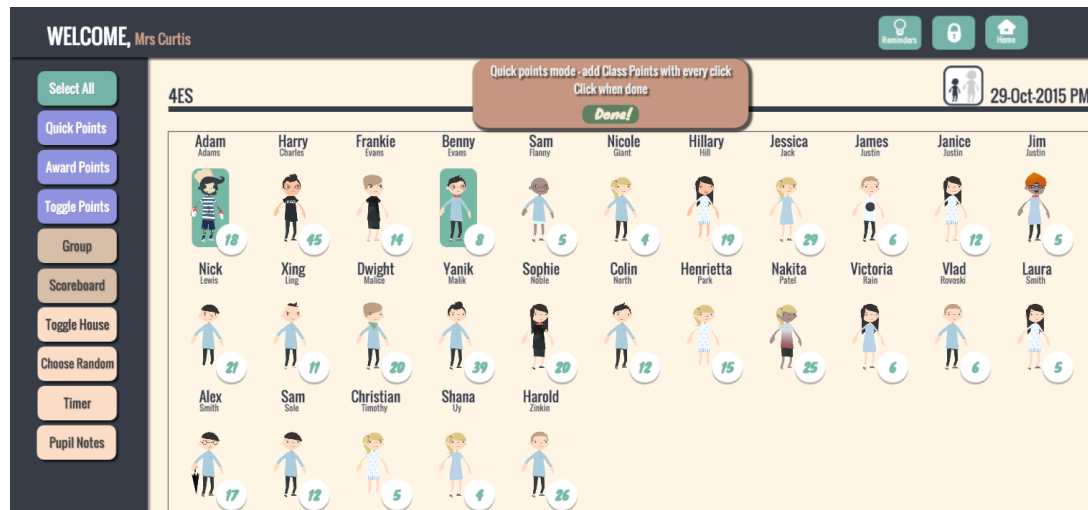 WELCOME, Mrs Curtis
Reminders
Home
Select All
Quick Points
Award Points
Toggle Points
Group
Scoreboard
Toggle House
Choose Random
Timer
Pupil Notes
Quick points mode - add Class Points with every click
Click when done
Done!
4ES
29-Oct-2015 PM
Adam Harry Frankie Benny Sam Nicole Hillary Jessica James Janice Jim
Adams Charles Evans Evans Flanny Giant Hill Jack Justin Justin Justin
18 45 14 8 5 4 19 29 6 12 5
Nick Xing Dwight Yanik Sophie Colin Henrietta Nakita Victoria Vlad Laura
Lewis Ling Malice Malik Noble North Park Patel Rain Rovoski Smith
21 11 20 39 20 12 15 25 6 6 5
Alex Sam Christian Shana Harold
Smith Sole Timothy Uy Zinkin
17 12 5 4 26